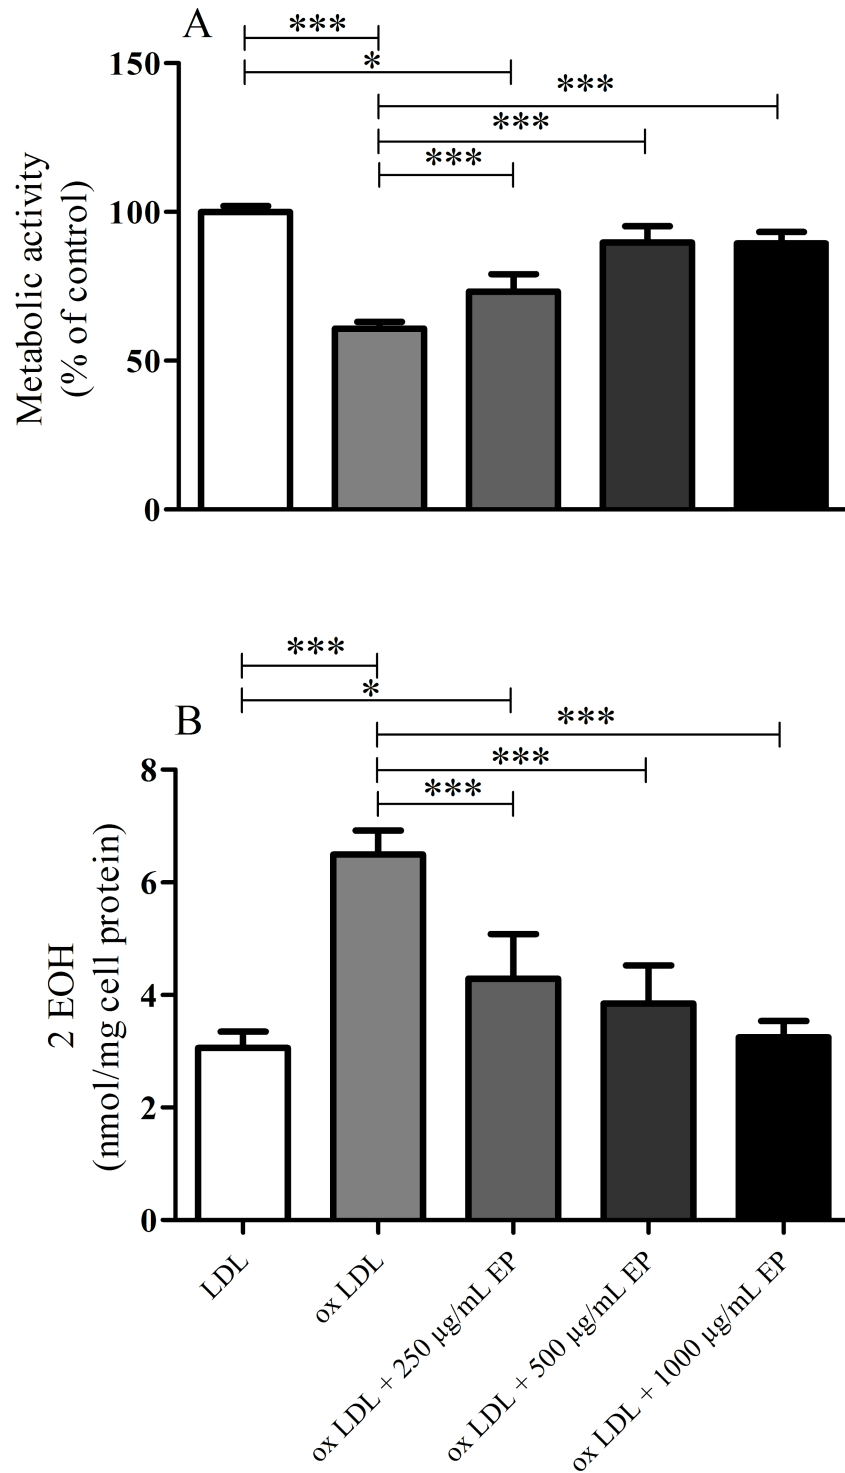 A
***
*
***
***
***
150
100
50
0
Metabolic activity
(% of control)
***
*
B
***
***
***
8
6
4
2
0
2 EOH
(nmol/mg cell protein)
LDL
ox LDL
ox LDL + 250 µg/mL EP
ox LDL + 500 µg/mL EP
ox LDL + 1000 µg/mL EP